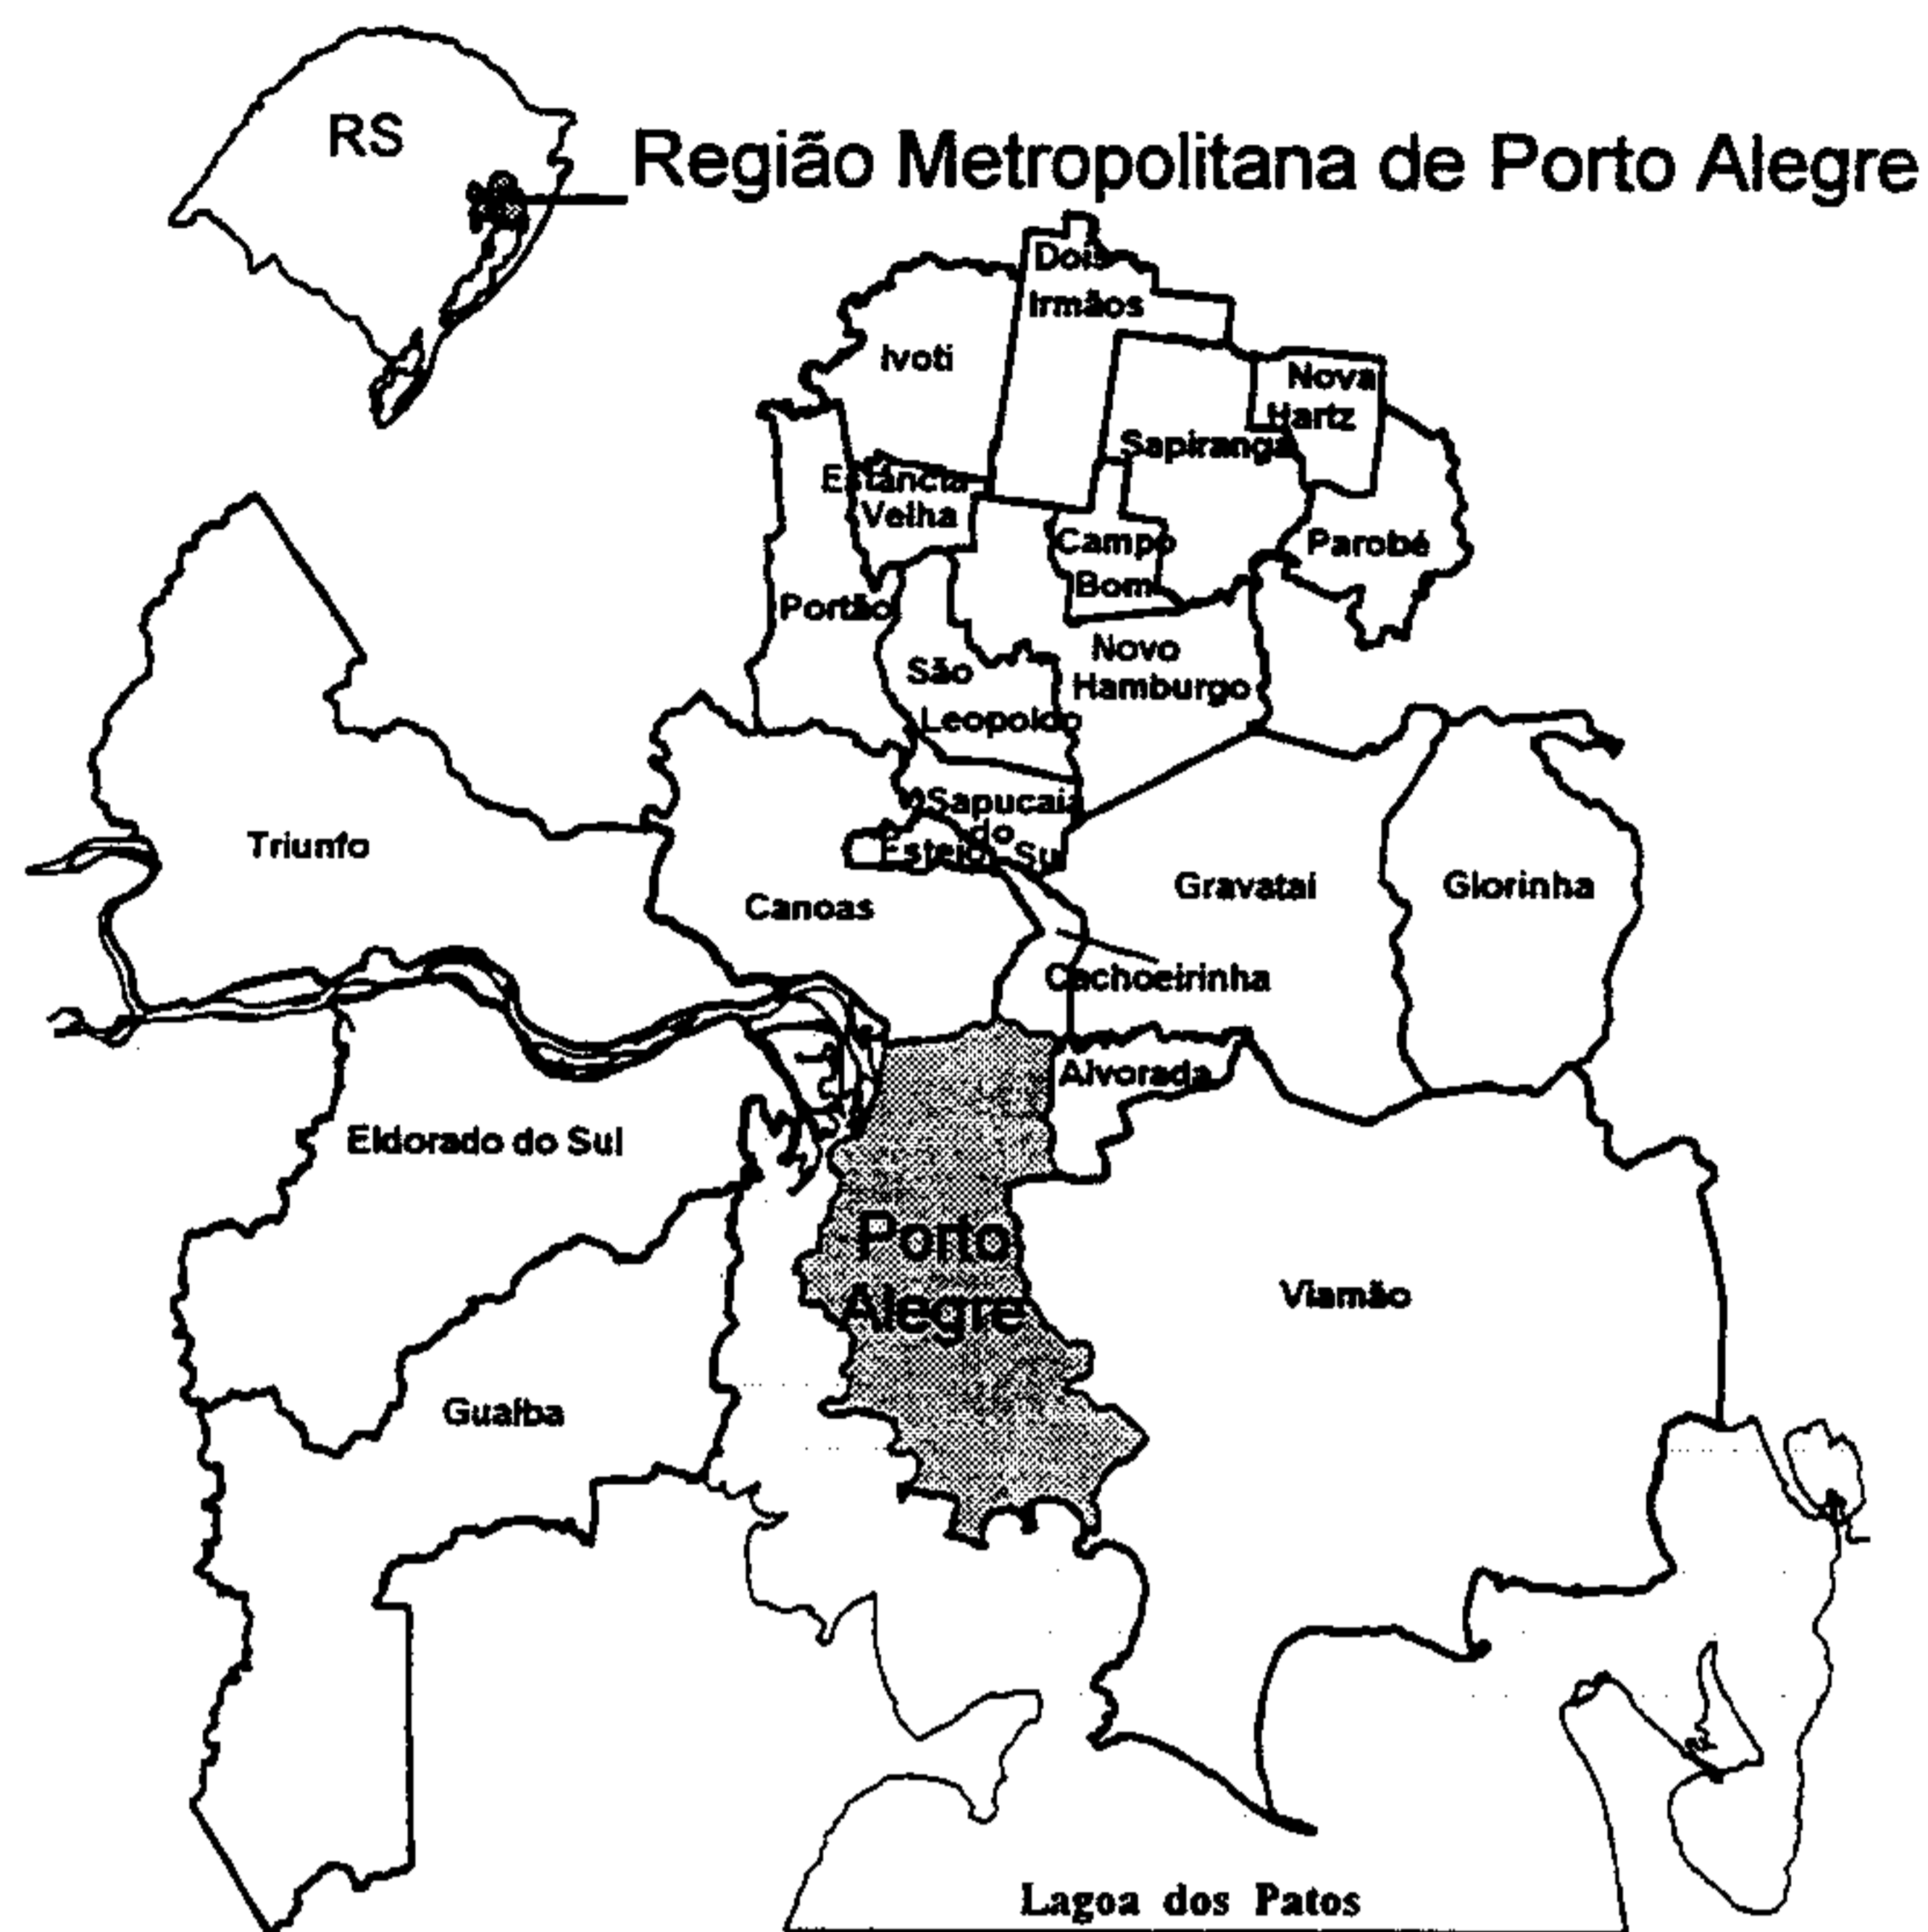 RS
Região Metropolitana de Porto Alegre
Dois
Irmãos
Ivoti
Nova
Hartz
Sapiranga
Estância
Velha
Campo
Bom
Parobé
Portão
Novo
Hamburgo
São
Leopoldo
Sapucaia
do
Sul
Esteio
Triunfo
Canoas
Gravataí
Glorinha
Cachoeirinha
Alvorada
Eldorado do Sul
Porto
Alegre
Viamão
Guaíba
Lagoa dos Patos